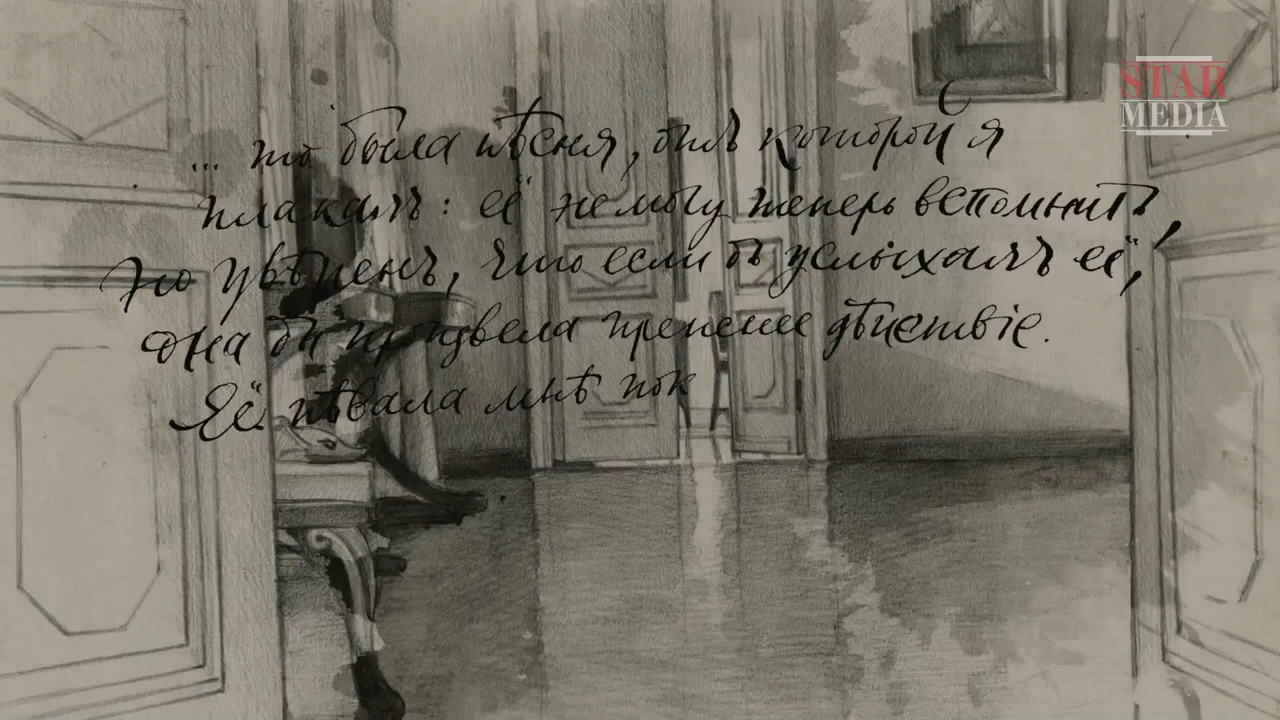 ... то была пѣсня, отъ которой я
плакалъ: её не могу теперь вспомнить,
но увѣренъ, что если бъ услыхалъ её,
она бы произвела прежнее дѣйствіе.
Её пѣвала мнѣ пок
STAR
MEDIA